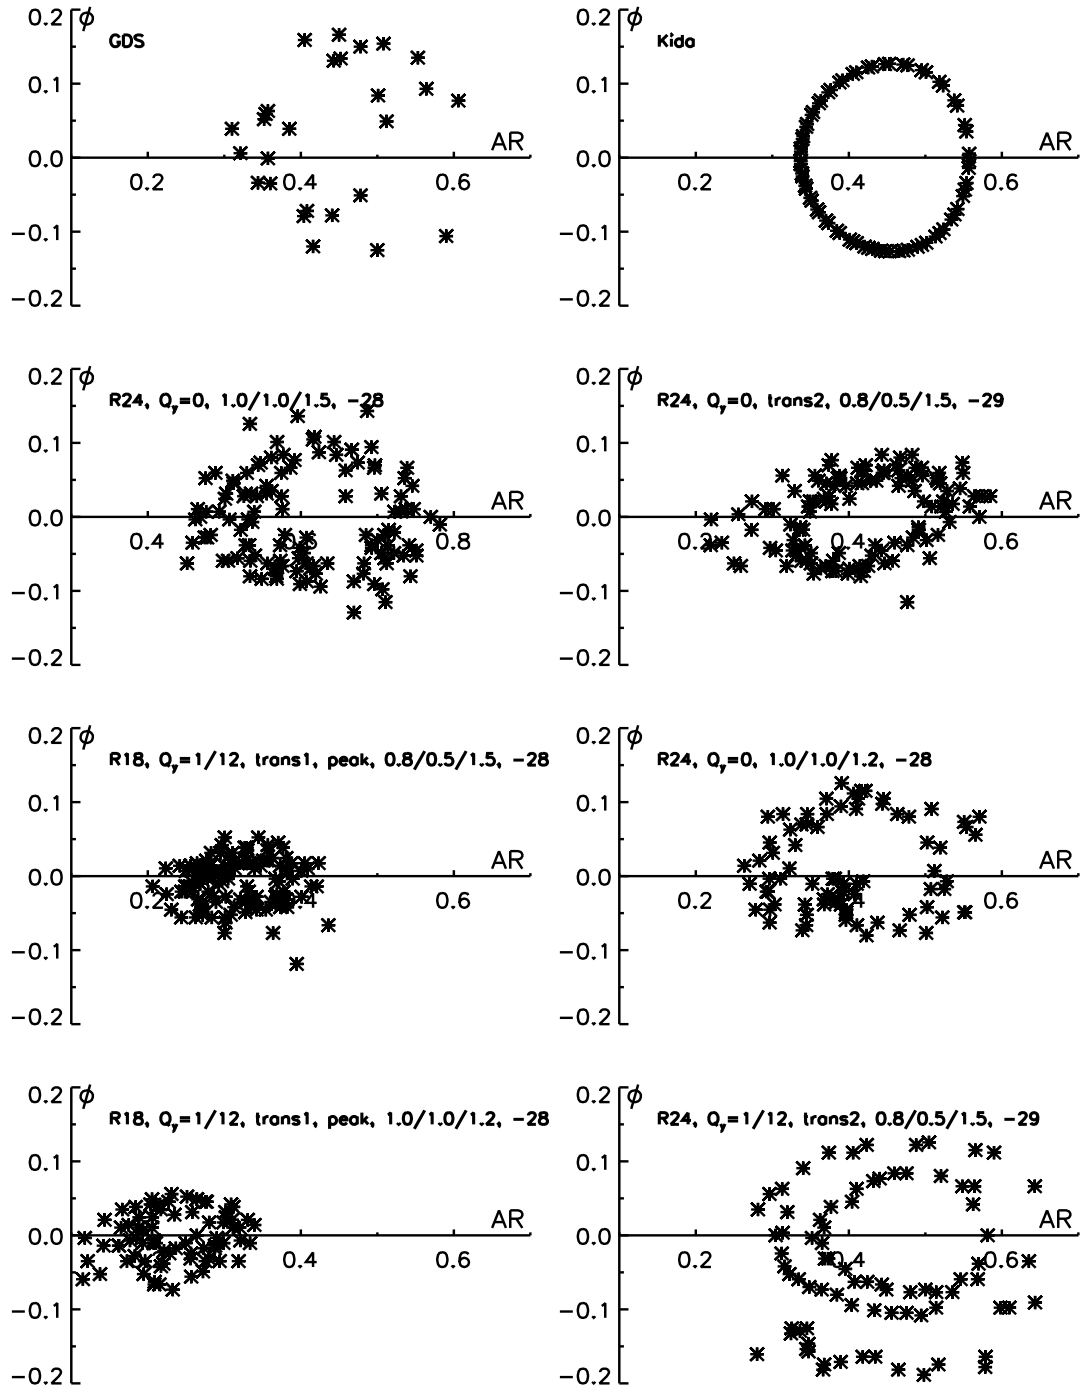 0.2 ϕ 0.2 ϕ
GDS Kida
0.1 0.1
AR AR
0.0 0.0
0.2 0.4 0.6 0.2 0.4 0.6
−0.1 −0.1
−0.2 −0.2
0.2 ϕ 0.2 ϕ
R24, Qy=0, 1.0/1.0/1.5, −28 R24, Qy=0, trans2, 0.8/0.5/1.5, −29
0.1 0.1
AR AR
0.0 0.0
0.4 0.8 0.2 0.4 0.6
−0.1 −0.1
−0.2 −0.2
0.2 ϕ 0.2 ϕ
R18, Qy=1/12, trans1, peak, 0.8/0.5/1.5, −28 R24, Qy=0, 1.0/1.0/1.2, −28
0.1 0.1
AR AR
0.0 0.0
0.2 0.4 0.6 0.2 0.4 0.6
−0.1 −0.1
−0.2 −0.2
0.2 ϕ 0.2 ϕ
R18, Qy=1/12, trans1, peak, 1.0/1.0/1.2, −28 R24, Qy=1/12, trans2, 0.8/0.5/1.5, −29
0.1 0.1
AR AR
0.0 0.0
0.4 0.6 0.2 0.4 0.6
−0.1 −0.1
−0.2 −0.2